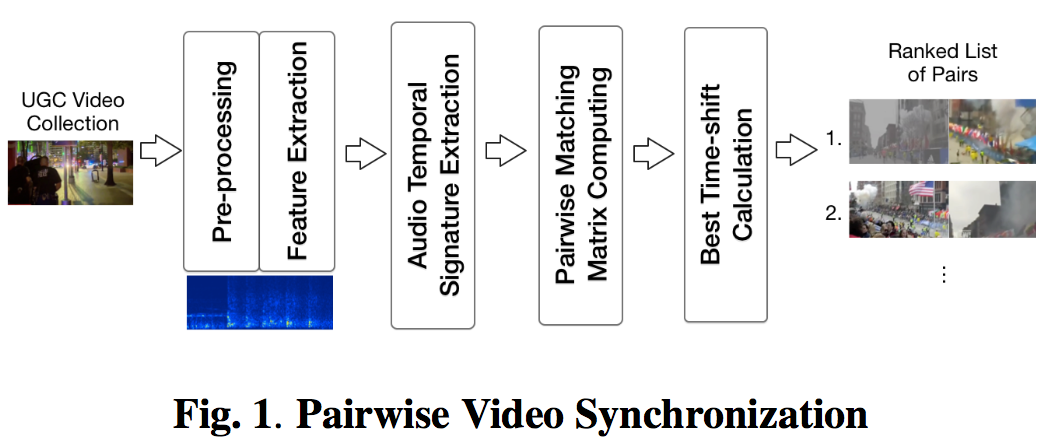 UGC Video
Collection
Pre-processing
Feature Extraction
Audio Temporal
Signature Extraction
Pairwise Matching
Matrix Computing
Best Time-shift
Calculation
Ranked List
of Pairs
1.
2.
⋮
Fig. 1. Pairwise Video Synchronization